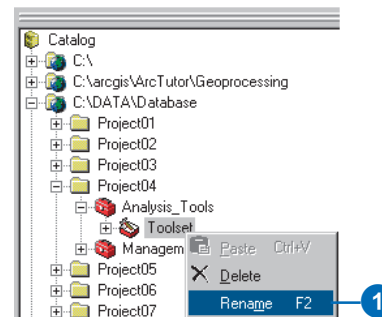 Catalog
C:\
C:\arcgis\ArcTutor\Geoprocessing
C:\DATA\Database
Project01
Project02
Project03
Project04
Analysis_Tools
Toolset
Managem
Paste Ctrl+V
Project05
Delete
Project06
Rename F2
1
Project07